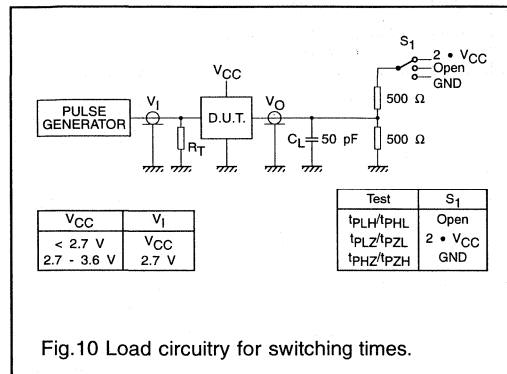 S1
2 • VCC
Open
GND
VCC
500 Ω
PULSE
GENERATOR
VI
D.U.T.
VO
RT
CL
50 pF
500 Ω
VCC VI
< 2.7 V VCC
2.7 - 3.6 V 2.7 V
Test S1
tPLH/tPHL Open
tPLZ/tPZL 2 • VCC
tPHZ/tPZH GND
Fig.10 Load circuitry for switching times.